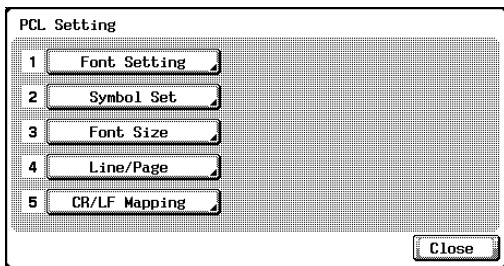 PCL Setting
1 Font Setting
2 Symbol Set
3 Font Size
4 Line/Page
5 CR/LF Mapping
Close